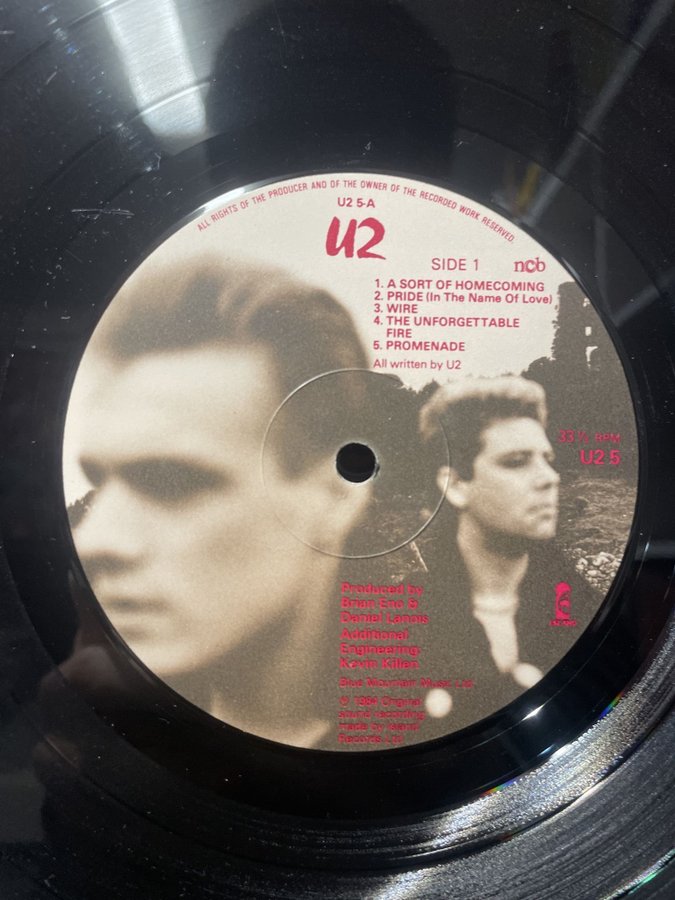 ALL RIGHTS OF THE PRODUCER AND OF THE OWNER OF THE RECORDED WORK RESERVED.
U2 5-A
U2
SIDE 1 ncb
1. A SORT OF HOMECOMING
2. PRIDE (In The Name Of Love)
3. WIRE
4. THE UNFORGETTABLE
FIRE
5. PROMENADE
All written by U2
33⅓ RPM
U2 5
ISLAND
Produced by
Brian Eno &
Daniel Lanois
Additional
Engineering:
Kevin Killen
Blue Mountain Music Ltd.
1984 Original
sound recording
made by Island
Records Ltd.